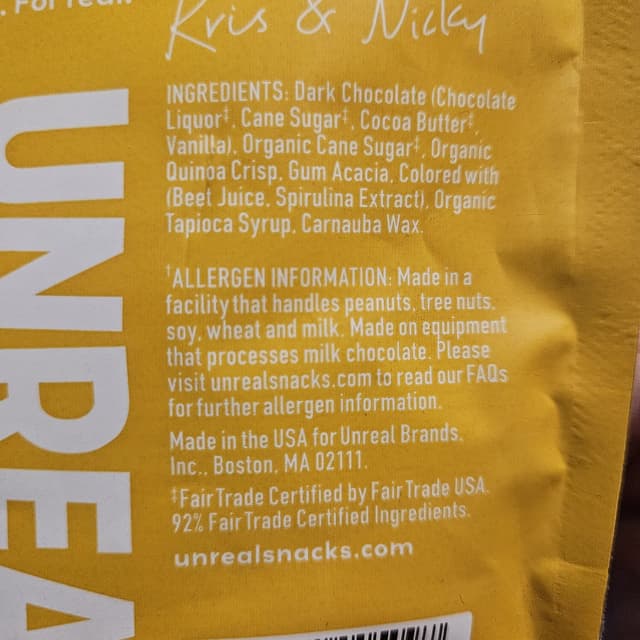 Kris & Nicky
INGREDIENTS: Dark Chocolate (Chocolate
Liquor‡, Cane Sugar‡, Cocoa Butter‡,
Vanilla), Organic Cane Sugar‡, Organic
Quinoa Crisp, Gum Acacia, Colored with
(Beet Juice, Spirulina Extract), Organic
Tapioca Syrup, Carnauba Wax.
¹ALLERGEN INFORMATION: Made in a
facility that handles peanuts, tree nuts,
soy, wheat and milk. Made on equipment
that processes milk chocolate. Please
visit unrealsnacks.com to read our FAQs
for further allergen information.
Made in the USA for Unreal Brands,
Inc., Boston, MA 02111.
‡Fair Trade Certified by Fair Trade USA.
92% Fair Trade Certified Ingredients.
unrealsnacks.com
UNREA